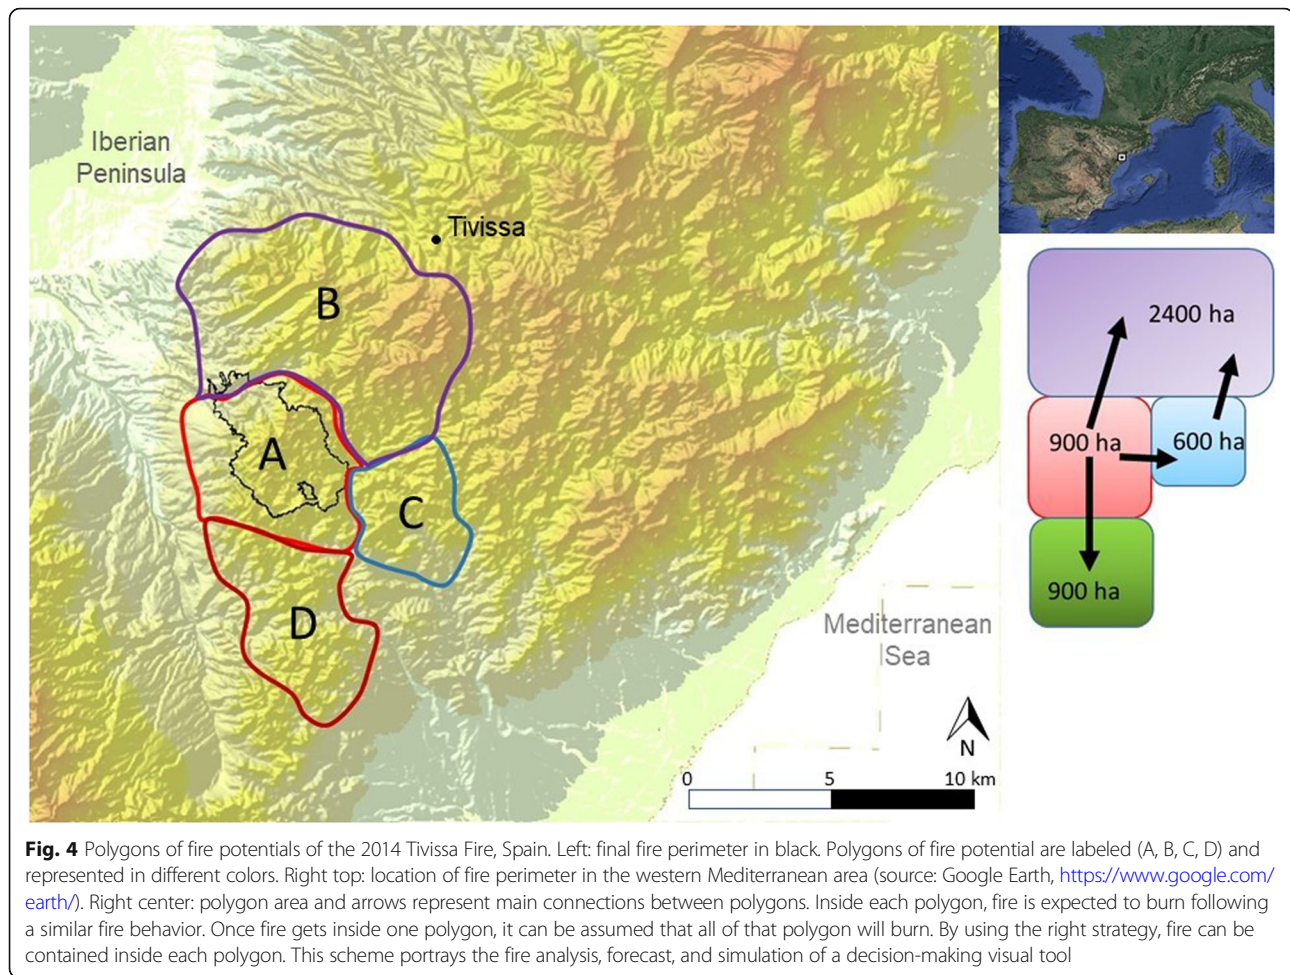 Iberian
Peninsula
Tivissa
B
A
C
D
Mediterranean
Sea
N
0 5 10 km
2400 ha
900 ha 600 ha
900 ha
Fig. 4 Polygons of fire potentials of the 2014 Tivissa Fire, Spain. Left: final fire perimeter in black. Polygons of fire potential are labeled (A, B, C, D) and
represented in different colors. Right top: location of fire perimeter in the western Mediterranean area (source: Google Earth, https://www.google.com/
earth/). Right center: polygon area and arrows represent main connections between polygons. Inside each polygon, fire is expected to burn following
a similar fire behavior. Once fire gets inside one polygon, it can be assumed that all of that polygon will burn. By using the right strategy, fire can be
contained inside each polygon. This scheme portrays the fire analysis, forecast, and simulation of a decision-making visual tool